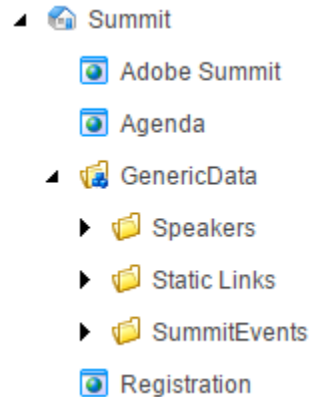 Summit
Adobe Summit
Agenda
GenericData
Speakers
Static Links
SummitEvents
Registration